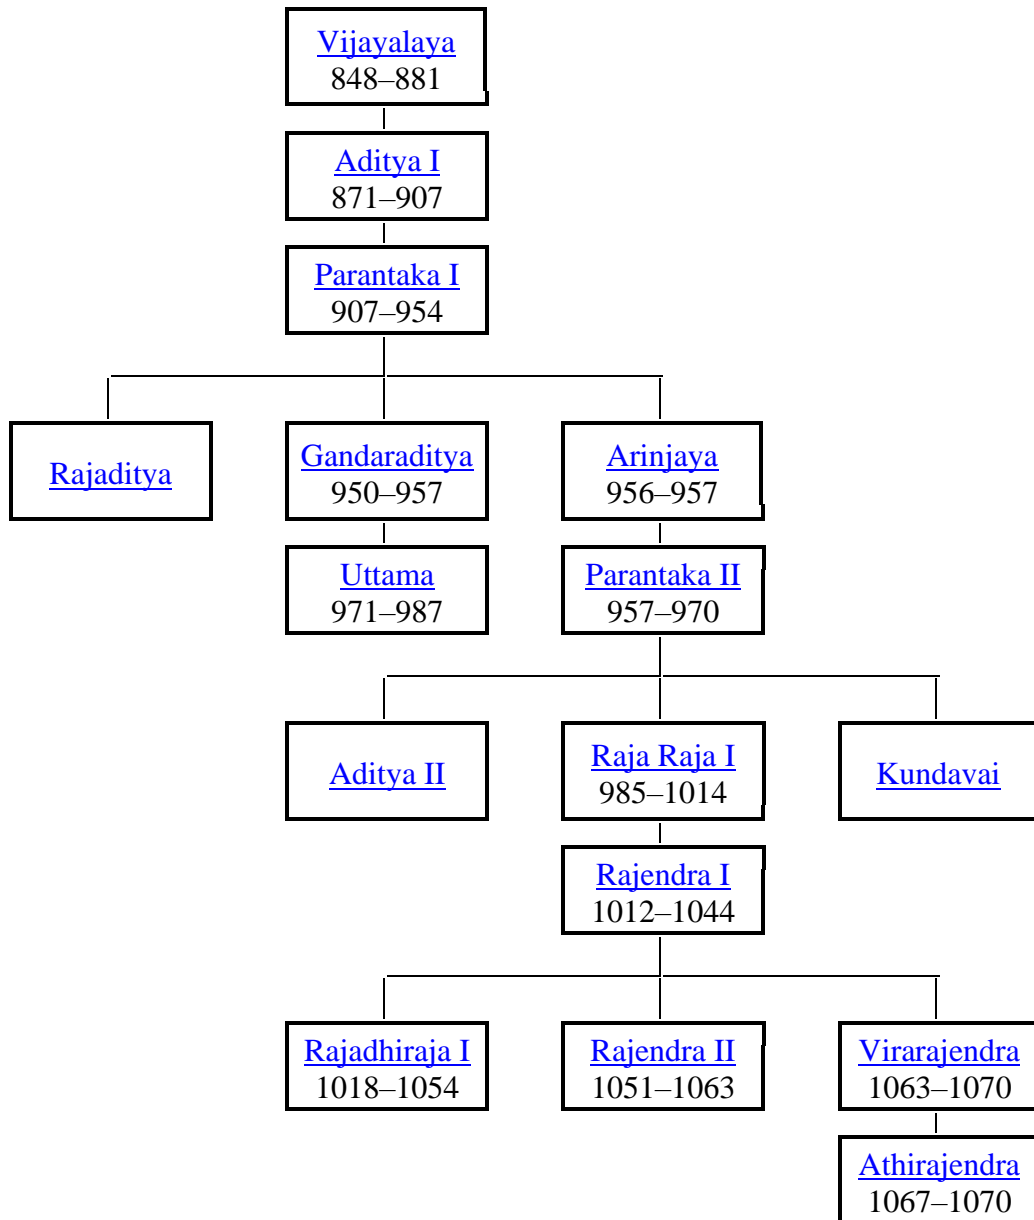 Vijayalaya
848–881
Aditya I
871–907
Parantaka I
907–954
Rajaditya
Gandaraditya
950–957
Arinjaya
956–957
Uttama
971–987
Parantaka II
957–970
Aditya II
Raja Raja I
985–1014
Kundavai
Rajendra I
1012–1044
Rajadhiraja I
1018–1054
Rajendra II
1051–1063
Virarajendra
1063–1070
Athirajendra
1067–1070